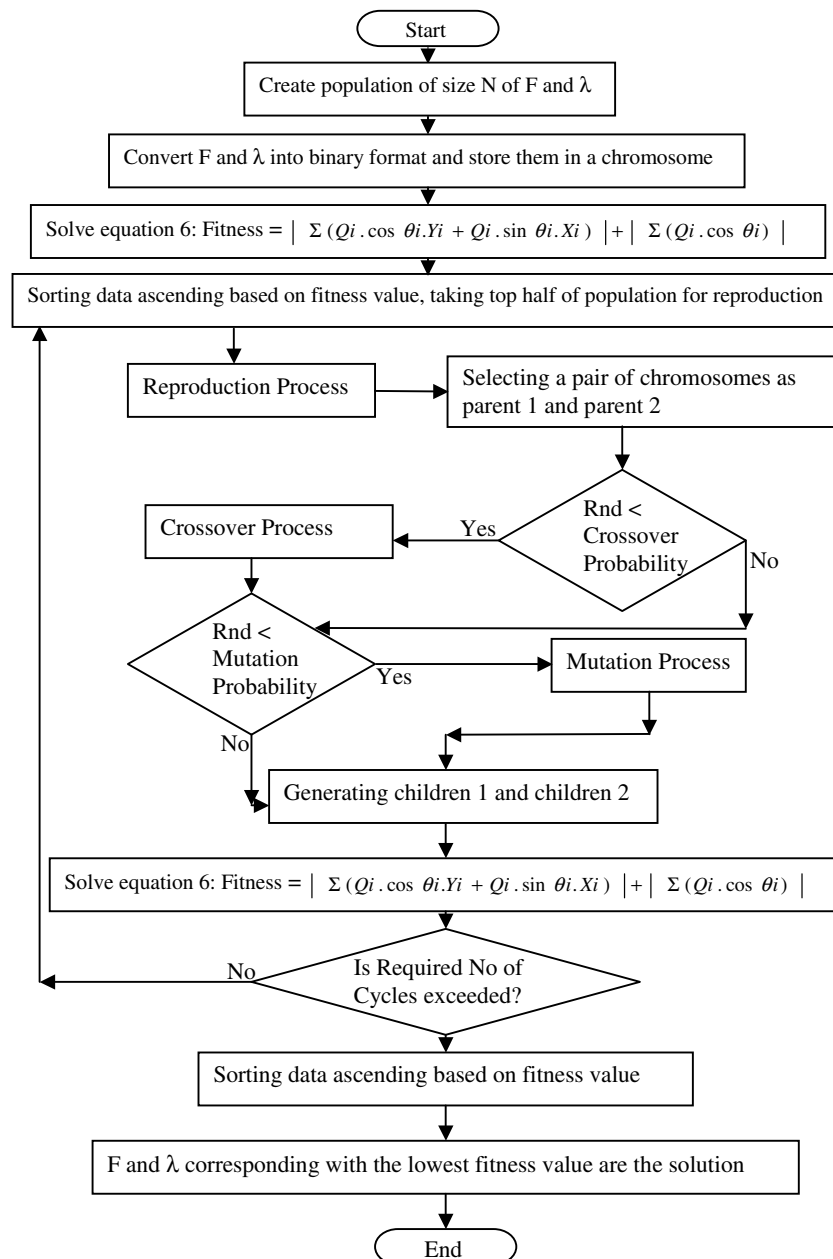 Start
Create population of size N of F and λ
Convert F and λ into binary format and store them in a chromosome
Solve equation 6: Fitness = | Σ (Qi . cos θi.Yi + Qi . sin θi. Xi ) | + | Σ (Qi . cos θi) |
Sorting data ascending based on fitness value, taking top half of population for reproduction
Reproduction Process
Selecting a pair of chromosomes as
parent 1 and parent 2
Rnd <
Crossover
Probability
Yes
No
Crossover Process
Rnd <
Mutation
Probability
Yes
No
Mutation Process
Generating children 1 and children 2
Solve equation 6: Fitness = | Σ (Qi . cos θi.Yi + Qi . sin θi. Xi ) | + | Σ (Qi . cos θi) |
No
Is Required No of
Cycles exceeded?
Sorting data ascending based on fitness value
F and λ corresponding with the lowest fitness value are the solution
End